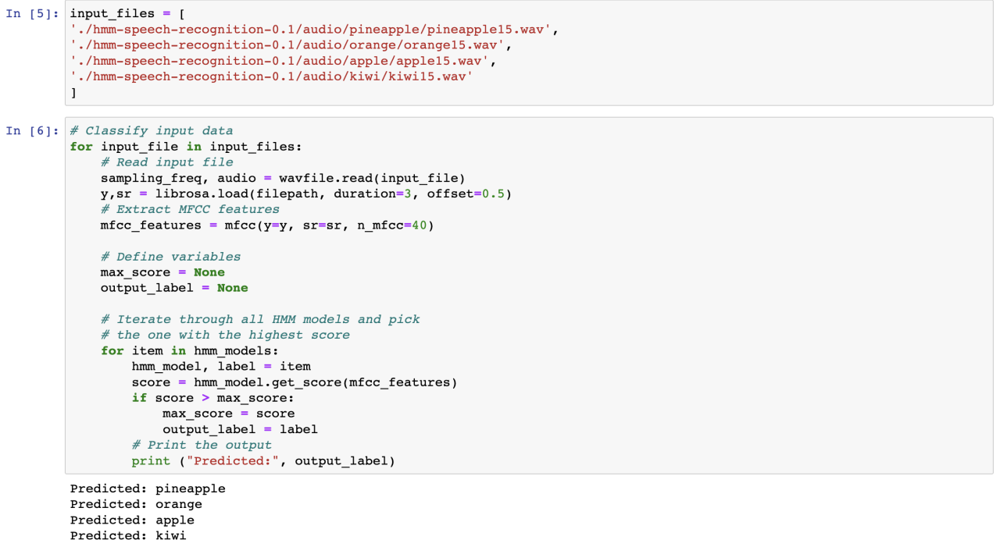 In [5]: input_files = [
'./hmm-speech-recognition-0.1/audio/pineapple/pineapple15.wav',
'./hmm-speech-recognition-0.1/audio/orange/orange15.wav',
'./hmm-speech-recognition-0.1/audio/apple/apple15.wav',
'./hmm-speech-recognition-0.1/audio/kiwi/kiwi15.wav'
]
In [6]: # Classify input data
for input_file in input_files:
    # Read input file
    sampling_freq, audio = wavfile.read(input_file)
    y,sr = librosa.load(filepath, duration=3, offset=0.5)
    # Extract MFCC features
    mfcc_features = mfcc(y=y, sr=sr, n_mfcc=40)
    # Define variables
    max_score = None
    output_label = None
    # Iterate through all HMM models and pick
    # the one with the highest score
    for item in hmm_models:
        hmm_model, label = item
        score = hmm_model.get_score(mfcc_features)
        if score > max_score:
            max_score = score
            output_label = label
        # Print the output
        print ("Predicted:", output_label)
Predicted: pineapple
Predicted: orange
Predicted: apple
Predicted: kiwi